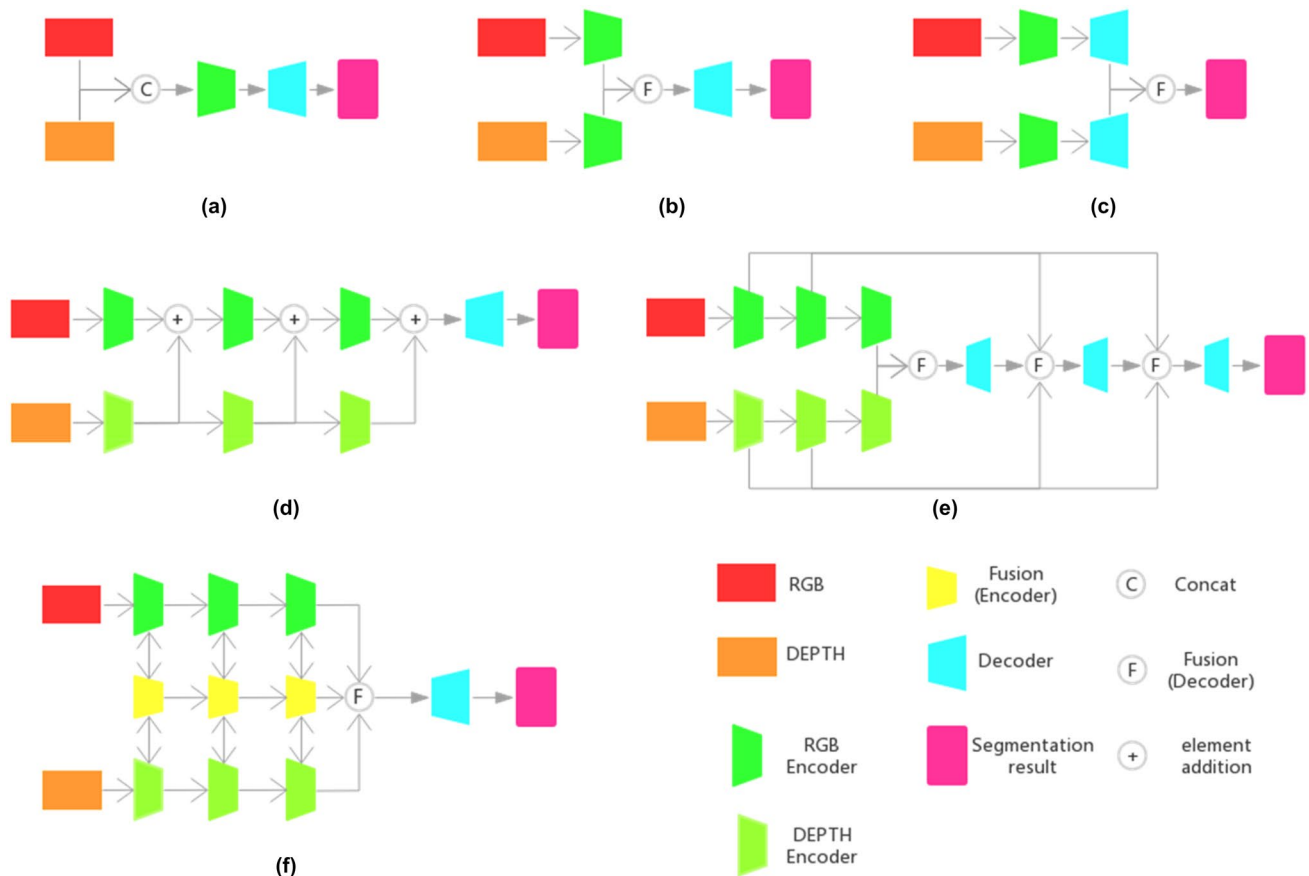 C
F
F
(a)
(b)
(c)
+
+
+
F
F
F
(d)
(e)
F
RGB
Fusion
(Encoder)
C
Concat
DEPTH
Decoder
F
Fusion
(Decoder)
RGB
Encoder
Segmentation
result
+
element
addition
DEPTH
Encoder
(f)